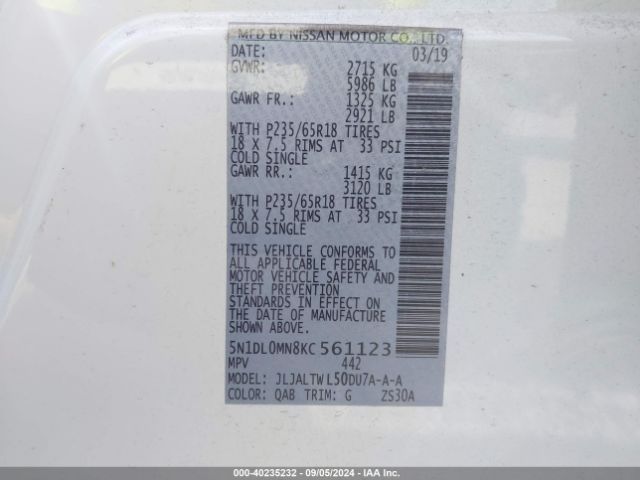 MFD BY NISSAN MOTOR CO., LTD.
DATE: 03/19
GVWR: 2715 KG
5986 LB
GAWR FR.: 1325 KG
2921 LB
WITH P235/65R18 TIRES
18 X 7.5 RIMS AT 33 PSI
COLD SINGLE
GAWR RR.: 1415 KG
3120 LB
WITH P235/65R18 TIRES
18 X 7.5 RIMS AT 33 PSI
COLD SINGLE
THIS VEHICLE CONFORMS TO
ALL APPLICABLE FEDERAL
MOTOR VEHICLE SAFETY AND
THEFT PREVENTION
STANDARDS IN EFFECT ON
THE DATE OF MANUFACTURE
SHOWN ABOVE.
5N1DL0MN8KC561123
MPV 442
MODEL: JLJALTWL50DU7A-A-A
COLOR: QAB TRIM: G ZS30A
000-40235232 - 09/05/2024 - IAA Inc.